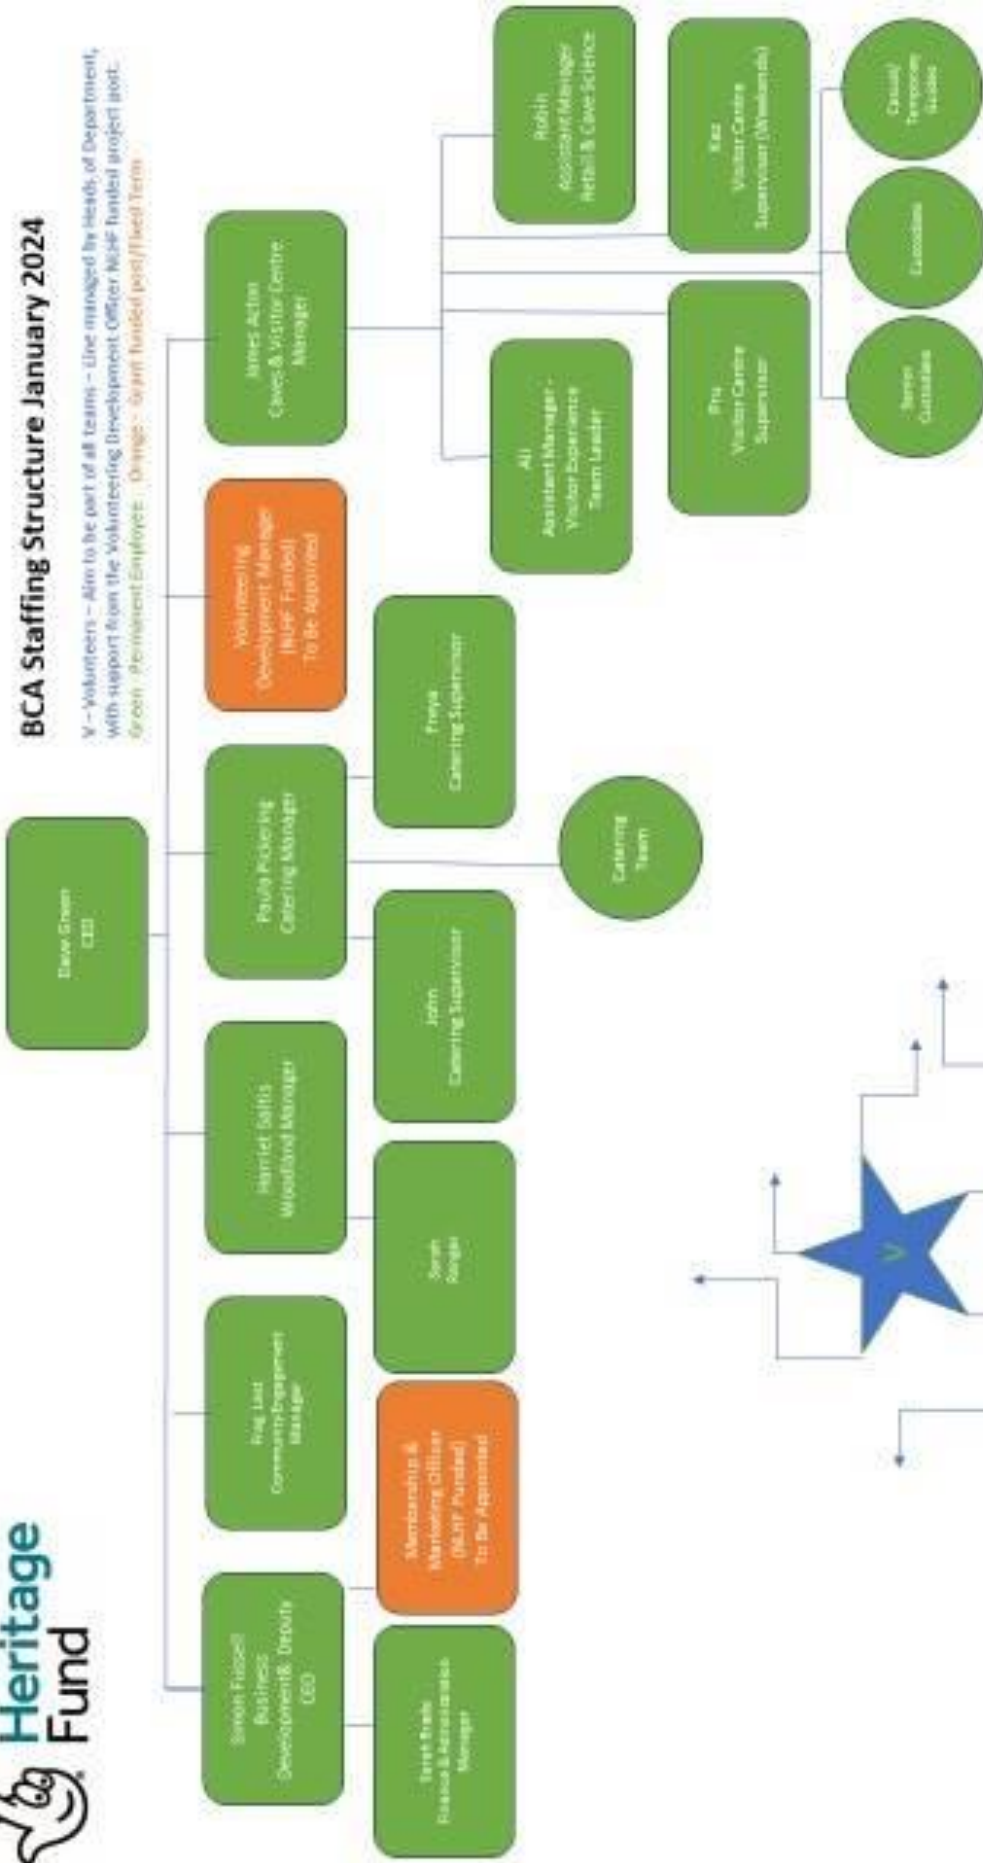 Heritage
Fund
BCA Staffing Structure January 2024
V – Volunteers – Aim to be part of all teams – Line managed by Heads of Department,
with support from the Volunteering Development Officer NLHF funded project post.
Green - Permanent Employee Orange - Grant funded post/Fixed Term
Dave Green
CEO
Simon Fussell
Business
Development & Deputy
CEO
Community Engagement
Manager
Harriet Saltis
Woodland Manager
Paula Pickering
Catering Manager
Volunteering
Development Manager
(NLHF Funded)
To Be Appointed
James Acton
Caves & Visitor Centre
Manager
Finance & Administration
Manager
Membership &
Marketing Officer
(NLHF Funded)
To Be Appointed
Sarah
Ranger
John
Catering Supervisor
Freya
Catering Supervisor
Catering
Team
Ali
Assistant Manager -
Visitor Experience
Team Leader
Robin
Assistant Manager
Retail & Cave Science
Pru
Visitor Centre
Supervisor
Kaz
Visitor Centre
Supervisor (Weekends)
Senior
Custodians
Custodians
Casual/
Temporary
Guides
V